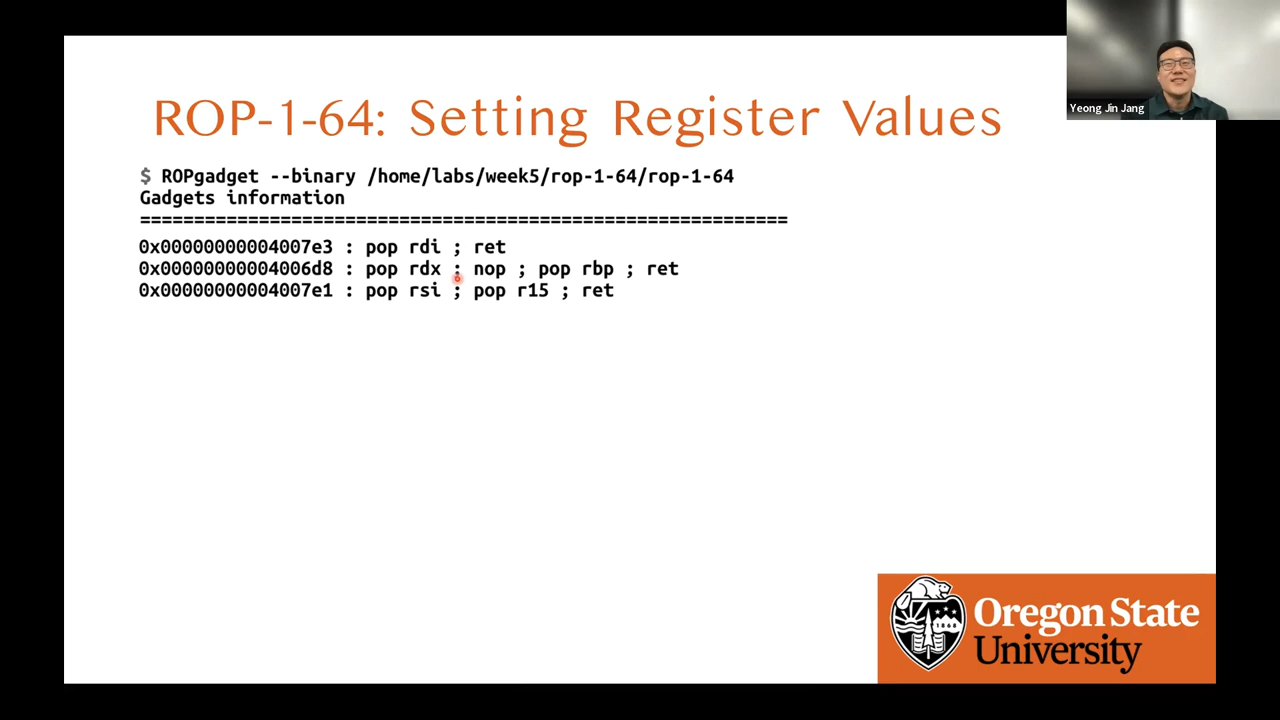 Yeong Jin Jang
ROP-1-64: Setting Register Values
$ ROPgadget --binary /home/labs/week5/rop-1-64/rop-1-64
Gadgets information
============================================================
0x00000000004007e3 : pop rdi ; ret
0x00000000004006d8 : pop rdx ; nop ; pop rbp ; ret
0x00000000004007e1 : pop rsi ; pop r15 ; ret
Oregon State
University